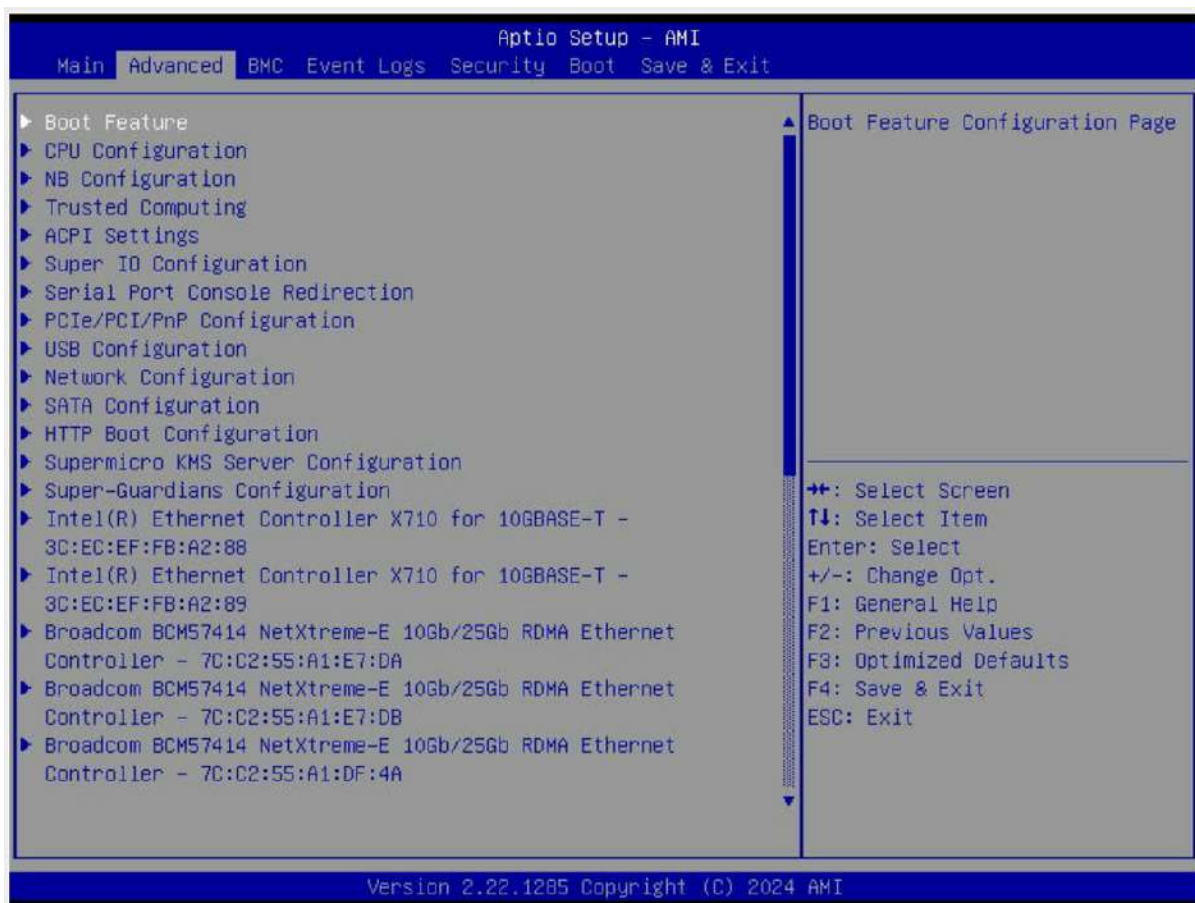 Aptio Setup - AMI
Main Advanced BMC Event Logs Security Boot Save & Exit
Boot Feature
CPU Configuration
NB Configuration
Trusted Computing
ACPI Settings
Super IO Configuration
Serial Port Console Redirection
PCIe/PCI/PnP Configuration
USB Configuration
Network Configuration
SATA Configuration
HTTP Boot Configuration
Supermicro KMS Server Configuration
Super-Guardians Configuration
Intel(R) Ethernet Controller X710 for 10GBASE-T -
3C:EC:EF:FB:A2:88
Intel(R) Ethernet Controller X710 for 10GBASE-T -
3C:EC:EF:FB:A2:89
Broadcom BCM57414 NetXtreme-E 10Gb/25Gb RDMA Ethernet
Controller - 7C:C2:55:A1:E7:DA
Broadcom BCM57414 NetXtreme-E 10Gb/25Gb RDMA Ethernet
Controller - 7C:C2:55:A1:E7:DB
Broadcom BCM57414 NetXtreme-E 10Gb/25Gb RDMA Ethernet
Controller - 7C:C2:55:A1:DF:4A
Boot Feature Configuration Page
→←: Select Screen
↑↓: Select Item
Enter: Select
+/-: Change Opt.
F1: General Help
F2: Previous Values
F3: Optimized Defaults
F4: Save & Exit
ESC: Exit
Version 2.22.1285 Copyright (C) 2024 AMI